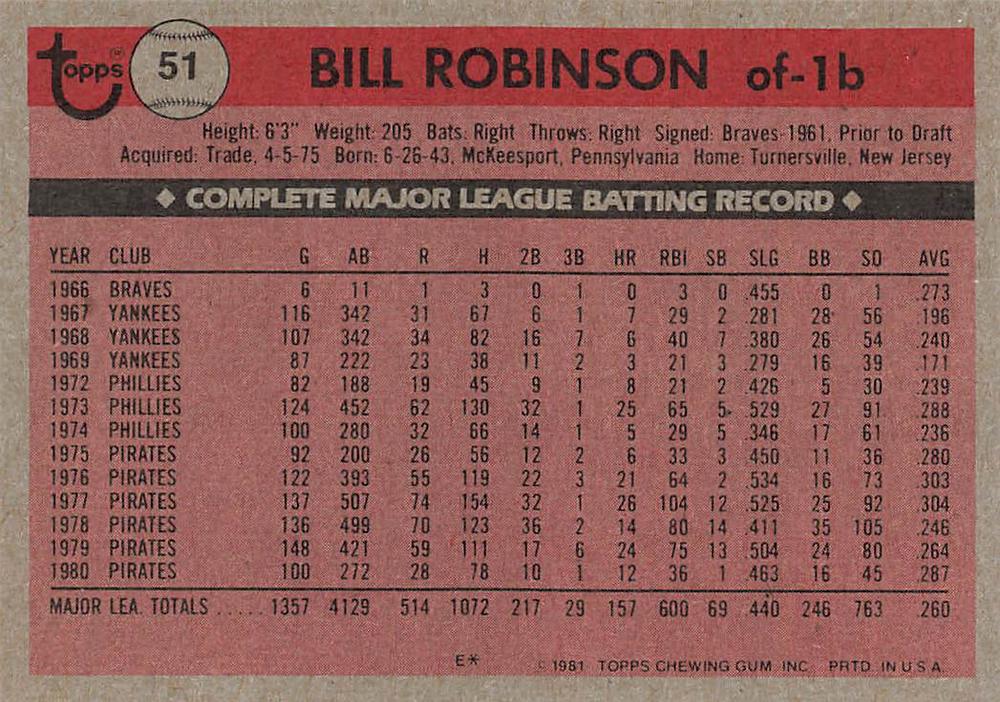 topps® 51 BILL ROBINSON of-1b
Height: 6'3" Weight: 205 Bats: Right Throws: Right Signed: Braves-1961, Prior to Draft
Acquired: Trade, 4-5-75 Born: 6-26-43, McKeesport, Pennsylvania Home: Turnersville, New Jersey
◆ COMPLETE MAJOR LEAGUE BATTING RECORD ◆
YEAR CLUB G AB R H 2B 3B HR RBI SB SLG BB SO AVG
1966 BRAVES 6 11 1 3 0 1 0 3 0 .455 0 1 .273
1967 YANKEES 116 342 31 67 6 1 7 29 2 .281 28 56 .196
1968 YANKEES 107 342 34 82 16 7 6 40 7 .380 26 54 .240
1969 YANKEES 87 222 23 38 11 2 3 21 3 .279 16 39 .171
1972 PHILLIES 82 188 19 45 9 1 8 21 2 .426 5 30 .239
1973 PHILLIES 124 452 62 130 32 1 25 65 5 .529 27 91 .288
1974 PHILLIES 100 280 32 66 14 1 5 29 5 .346 17 61 .236
1975 PIRATES 92 200 26 56 12 2 6 33 3 .450 11 36 .280
1976 PIRATES 122 393 55 119 22 3 21 64 2 .534 16 73 .303
1977 PIRATES 137 507 74 154 32 1 26 104 12 .525 25 92 .304
1978 PIRATES 136 499 70 123 36 2 14 80 14 .411 35 105 .246
1979 PIRATES 148 421 59 111 17 6 24 75 13 .504 24 80 .264
1980 PIRATES 100 272 28 78 10 1 12 36 1 .463 16 45 .287
MAJOR LEA. TOTALS ..... 1357 4129 514 1072 217 29 157 600 69 .440 246 763 .260
E* © 1981 TOPPS CHEWING GUM, INC. PRTD. IN U.S.A.